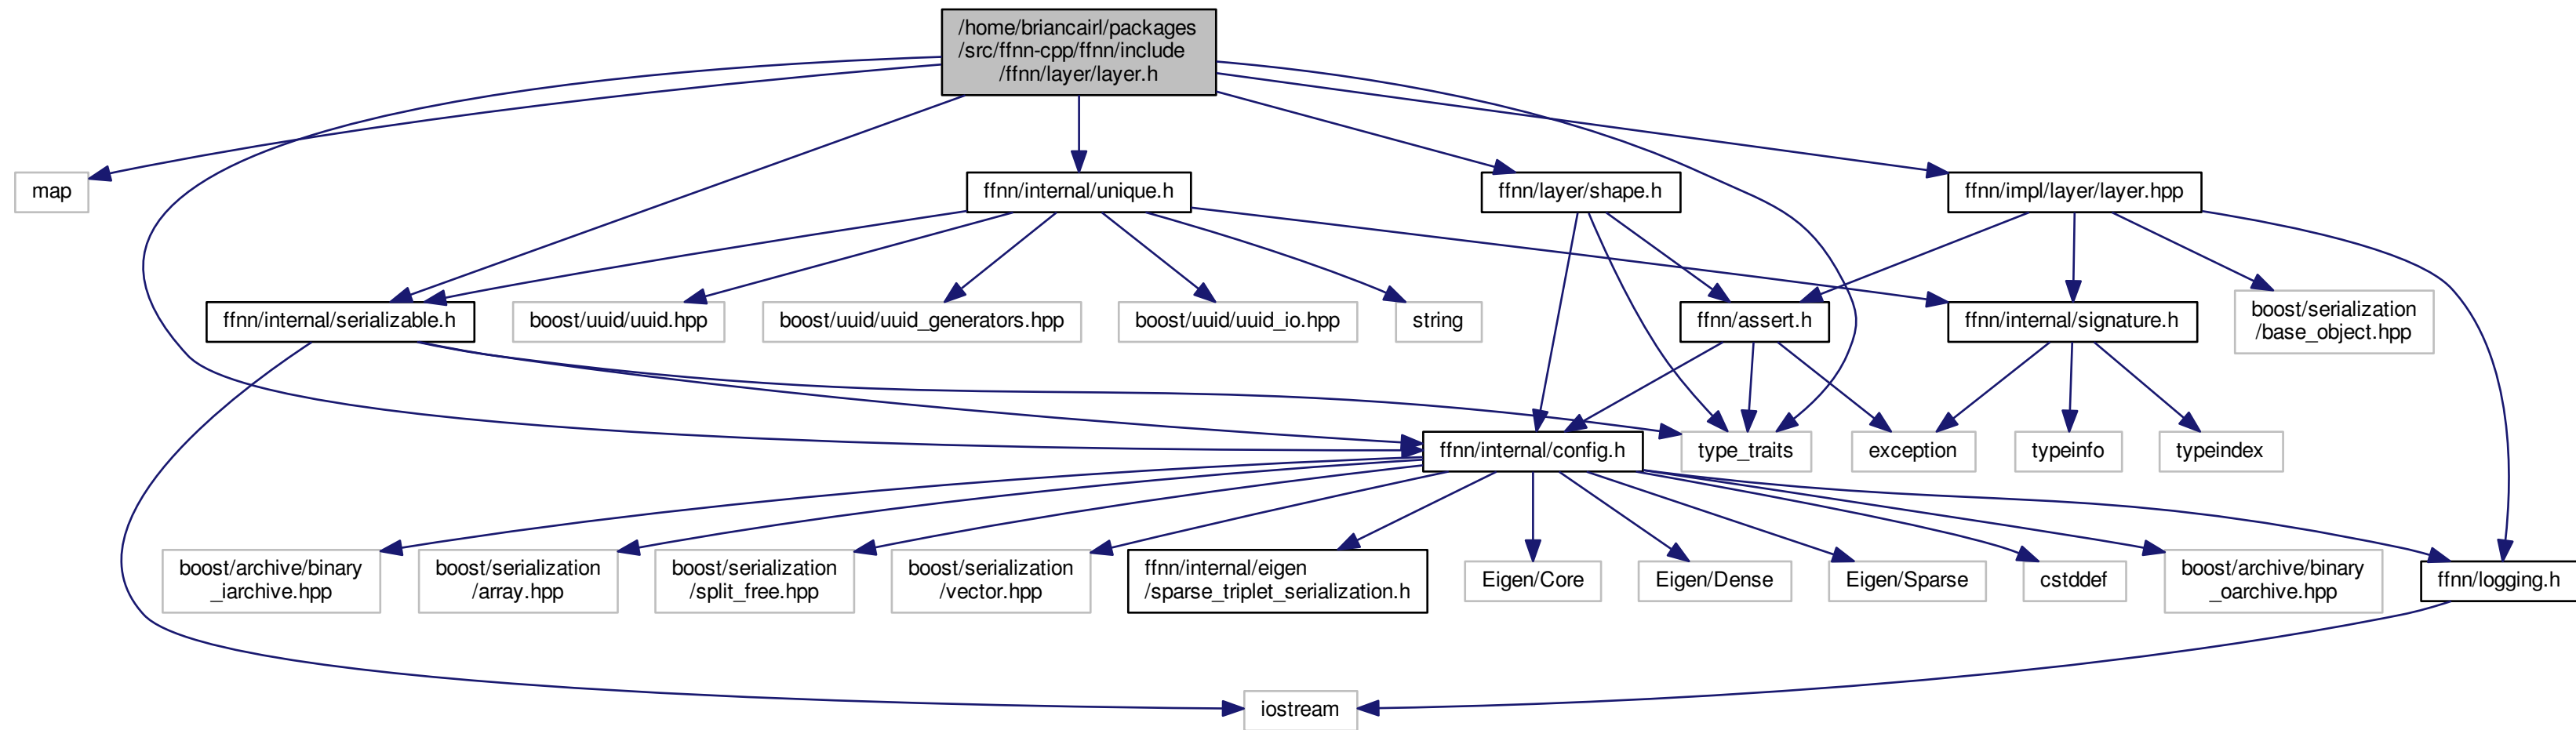 /home/briancairl/packages
/src/ffnn-cpp/ffnn/include
/ffnn/layer/layer.h
map
ffnn/internal/unique.h
ffnn/layer/shape.h
ffnn/impl/layer/layer.hpp
ffnn/internal/serializable.h
boost/uuid/uuid.hpp
boost/uuid/uuid_generators.hpp
boost/uuid/uuid_io.hpp
string
ffnn/assert.h
ffnn/internal/signature.h
boost/serialization
/base_object.hpp
ffnn/internal/config.h
type_traits
exception
typeinfo
typeindex
boost/archive/binary
_iarchive.hpp
boost/serialization
/array.hpp
boost/serialization
/split_free.hpp
boost/serialization
/vector.hpp
ffnn/internal/eigen
/sparse_triplet_serialization.h
Eigen/Core
Eigen/Dense
Eigen/Sparse
cstddef
boost/archive/binary
_oarchive.hpp
ffnn/logging.h
iostream